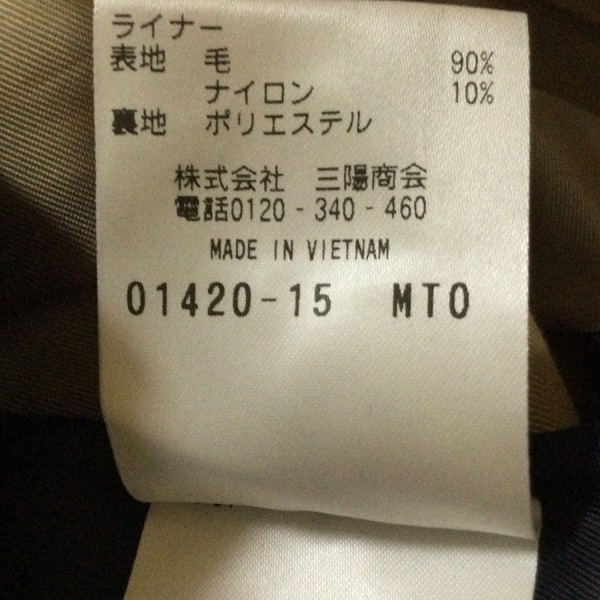 ライナー
表地 毛 90%
ナイロン 10%
裏地 ポリエステル
株式会社 三陽商会
電話0120-340-460
MADE IN VIETNAM
01420-15 MTO